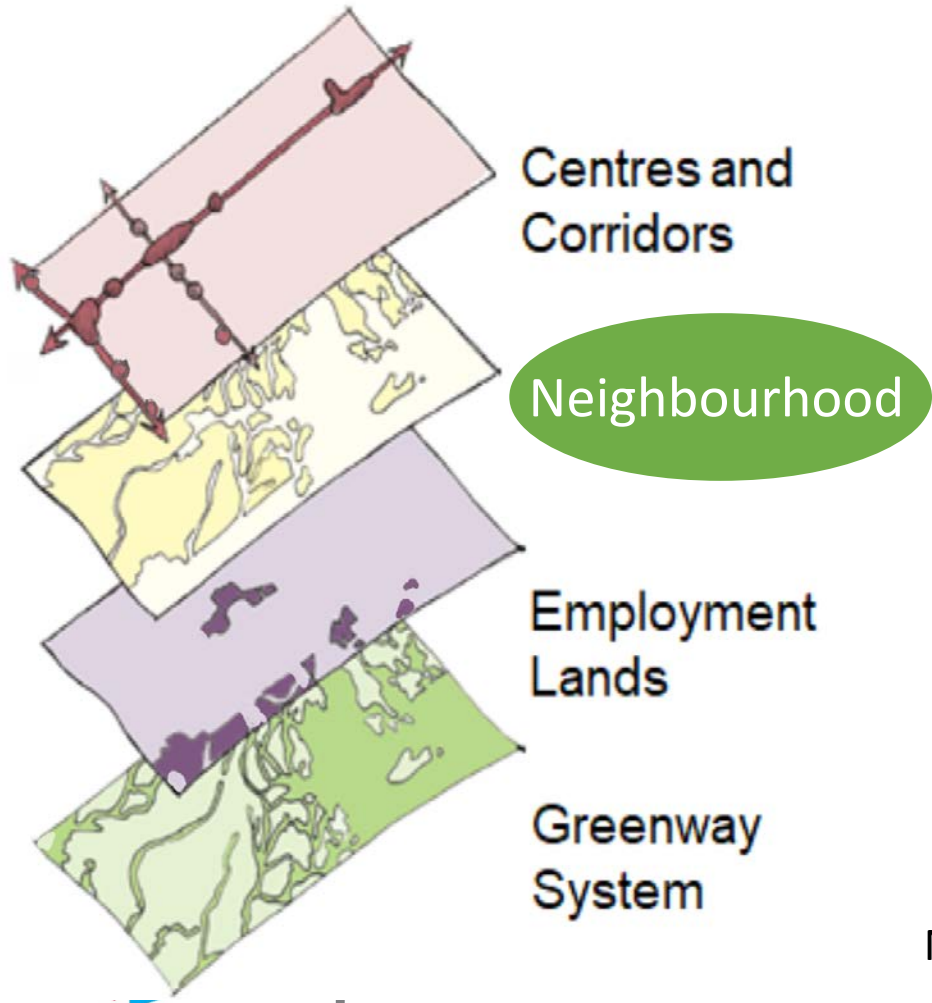 Centres and
Corridors
Neighbourhood
Employment
Lands
Greenway
System